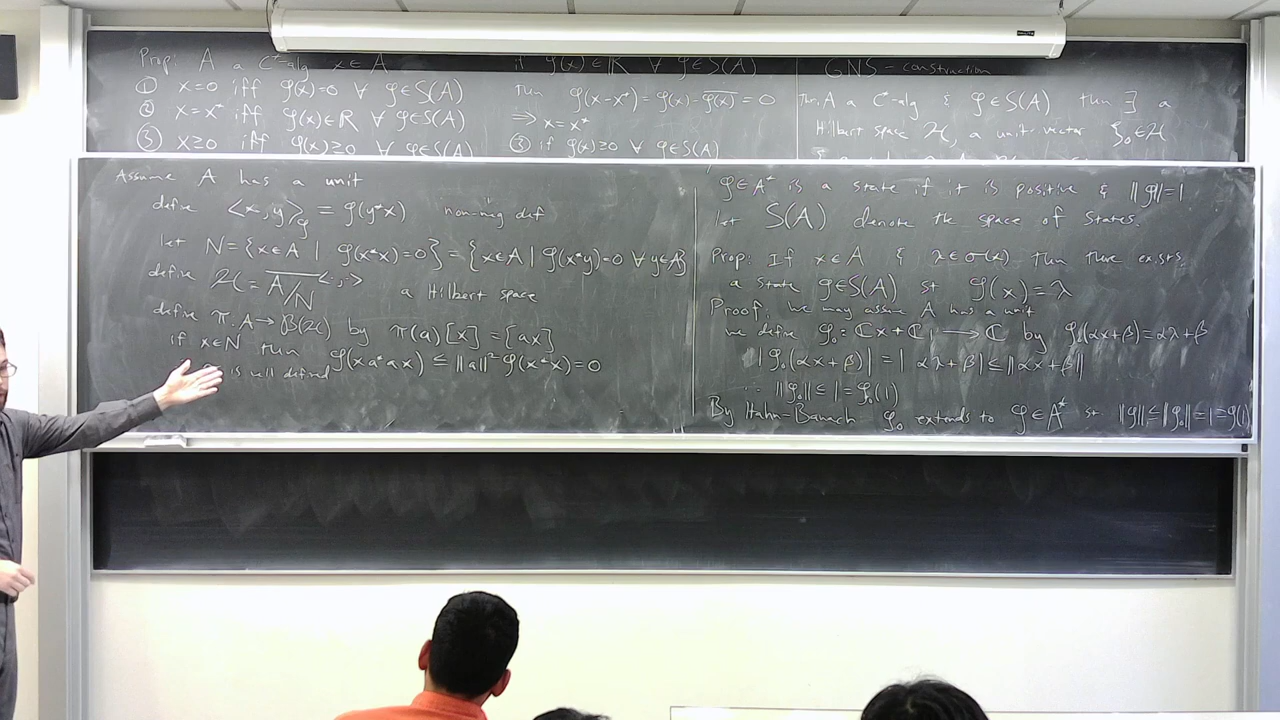 Prop: A a C*-alg x∈A
① x=0 iff φ(x)=0 ∀ φ∈S(A)
② x=x* iff φ(x)∈ℝ ∀ φ∈S(A)
③ x≥0 iff φ(x)≥0 ∀ φ∈S(A)
if φ(x)∈ℝ ∀ φ∈S(A)
then φ(x-x*)=φ(x)-\overline{φ(x)}=0
⇒ x=x*
③ if φ(x)≥0 ∀ φ∈S(A)
GNS-construction
Thm: A a C*-alg & φ∈S(A) then ∃ a
Hilbert space ℋ, a unit vector ξ₀∈ℋ
Assume A has a unit
define <x,y>_φ = φ(y*x) non-neg def
let N={x∈A | φ(x*x)=0}={x∈A | φ(x*y)=0 ∀ y∈A}
define ℋ=\overline{A/N}^{<·,·>} a Hilbert space
define π: A→B(ℋ) by π(a)[x]=[ax]
if x∈N then φ(xa*ax) ≤ ||a||² φ(x*x)=0
is well defined
φ∈A* is a state if it is positive & ||φ||=1
let S(A) denote the space of States.
Prop: If x∈A & λ∈σ(x) then there exists
a state φ∈S(A) st φ(x)=λ
Proof: we may assume A has a unit
we define φ₀: ℂx+ℂ1 → ℂ by φ₀(αx+β)=αλ+β
|φ₀(αx+β)|=|αλ+β|≤||αx+β||
∴ ||φ₀||≤1=φ₀(1)
By Hahn-Banach φ₀ extends to φ∈A* st ||φ||≤||φ₀||=1=φ(1)